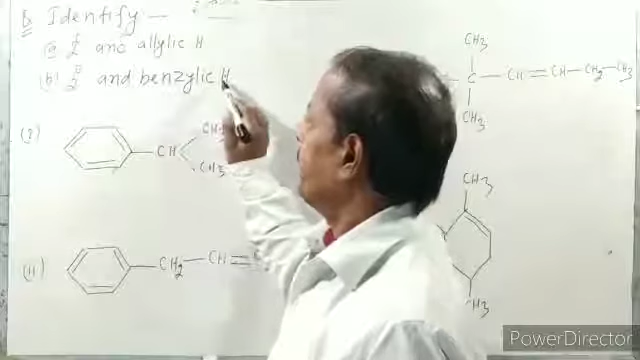 Q Identify —
(a) 2° and allylic H
(b) 3° and benzylic H
(I) CH CH3 CH3
(II) CH2 — CH =
CH3
C — CH = CH — CH2 — CH3
CH3
CH3
CH3
PowerDirector